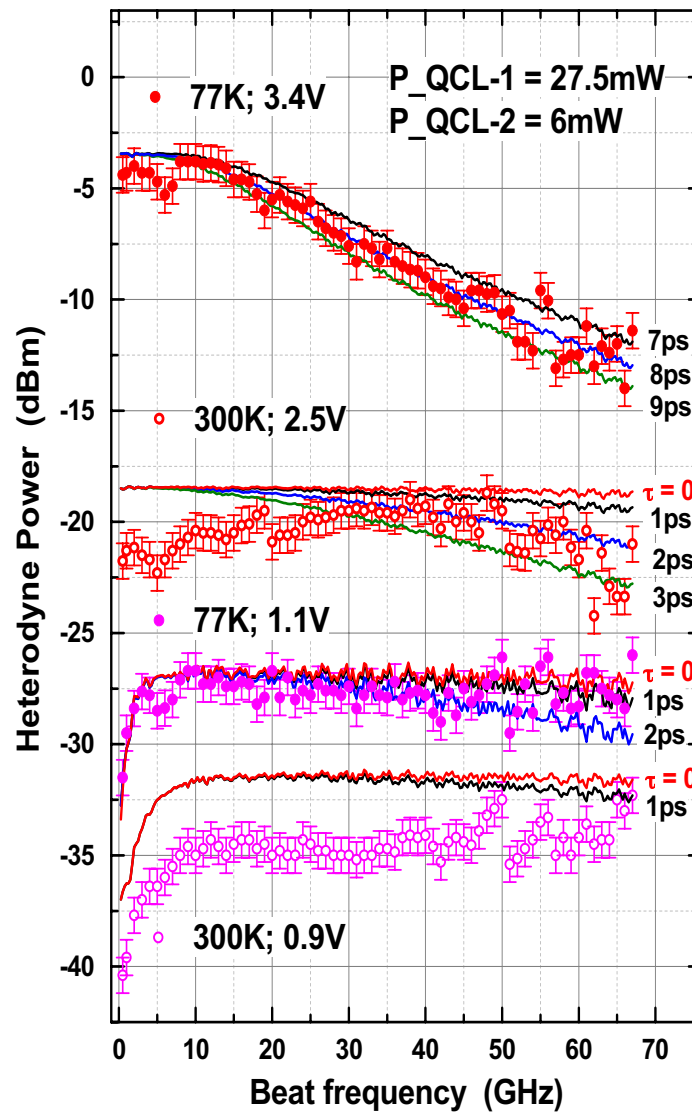 0
-5
-10
-15
-20
-25
-30
-35
-40
Heterodyne Power (dBm)
77K; 3.4V
P_QCL-1 = 27.5mW
P_QCL-2 = 6mW
7ps
8ps
9ps
300K; 2.5V
τ = 0
1ps
2ps
3ps
77K; 1.1V
τ = 0
1ps
2ps
τ = 0
1ps
300K; 0.9V
0 10 20 30 40 50 60 70
Beat frequency (GHz)